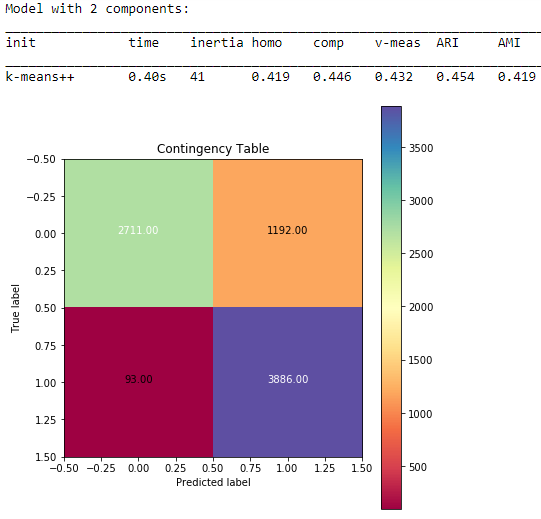 Model with 2 components:
init time inertia homo comp v-meas ARI AMI
k-means++ 0.40s 41 0.419 0.446 0.432 0.454 0.419
Contingency Table
−0.50
−0.25
0.00
0.25
0.50
0.75
1.00
1.25
1.50
True label
2711.00 1192.00
93.00 3886.00
−0.50 −0.25 0.00 0.25 0.50 0.75 1.00 1.25 1.50
Predicted label
3500
3000
2500
2000
1500
1000
500